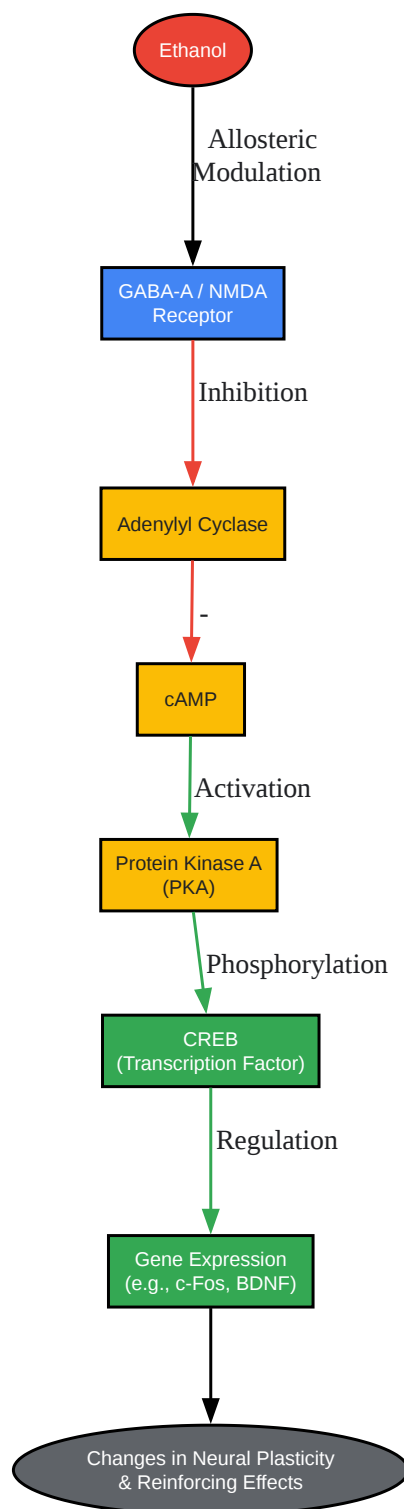 Ethanol
Allosteric
Modulation
GABA-A / NMDA
Receptor
Inhibition
Adenylyl Cyclase
-
cAMP
Activation
Protein Kinase A
(PKA)
Phosphorylation
CREB
(Transcription Factor)
Regulation
Gene Expression
(e.g., c-Fos, BDNF)
Changes in Neural Plasticity
& Reinforcing Effects